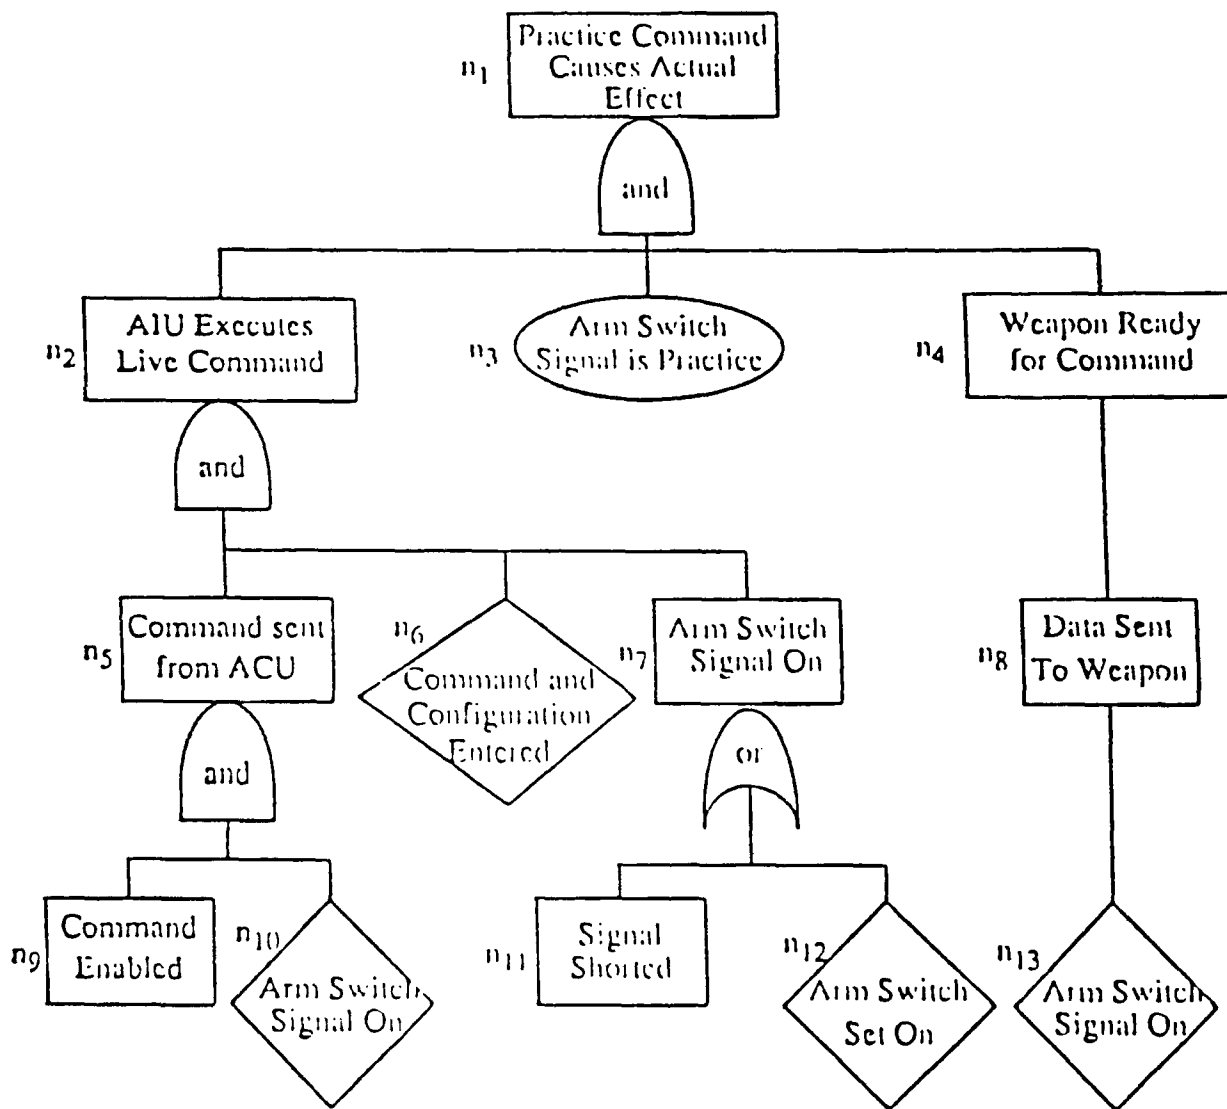 Practice Command
Causes Actual
Effect
n1
and
AIU Executes
Live Command
n2
Arm Switch
Signal is Practice
n3
Weapon Ready
for Command
n4
and
Command sent
from ACU
n5
n6
Command and
Configuration
Entered
Arm Switch
Signal On
n7
Data Sent
To Weapon
n8
and
or
Command
Enabled
n9
n10
Arm Switch
Signal On
Signal
Shorted
n11
n12
Arm Switch
Set On
n13
Arm Switch
Signal On